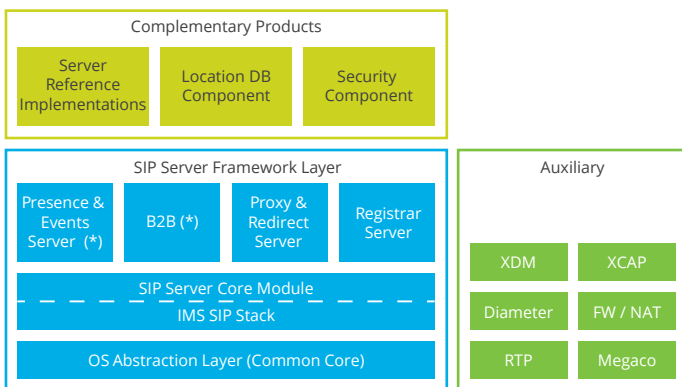 Complementary Products
Server
Reference
Implementations
Location DB
Component
Security
Component
SIP Server Framework Layer
Presence &
Events
Server (*)
B2B (*)
Proxy &
Redirect
Server
Registrar
Server
SIP Server Core Module
IMS SIP Stack
OS Abstraction Layer (Common Core)
Auxiliary
XDM
XCAP
Diameter
FW / NAT
RTP
Megaco